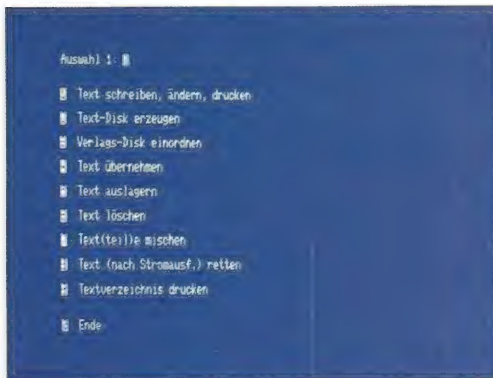 Auswahl 1:
Text schreiben, ändern, drucken
Text-Disk erzeugen
Verlags-Disk einordnen
Text übernehmen
Text auslagern
Text löschen
Text(teil)e mischen
Text (nach Stromausf.) retten
Textverzeichnis drucken
Ende